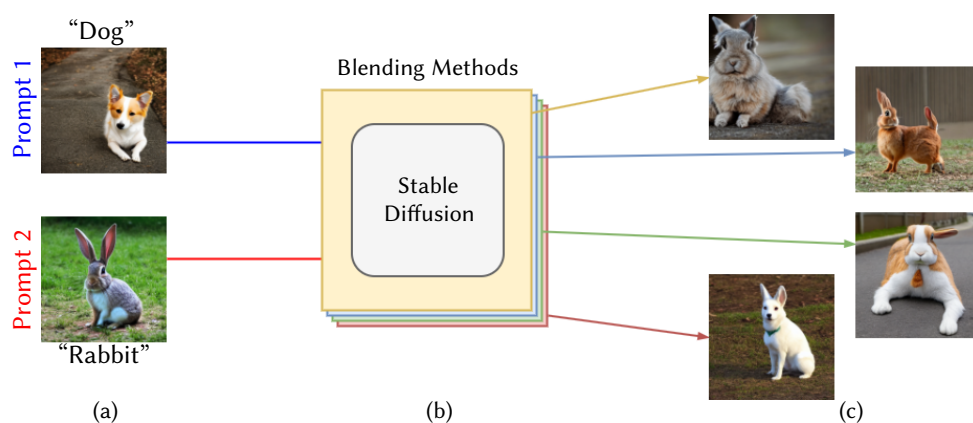 “Dog”
Prompt 1
Blending Methods
Stable
Diffusion
Prompt 2
“Rabbit”
(a)
(b)
(c)